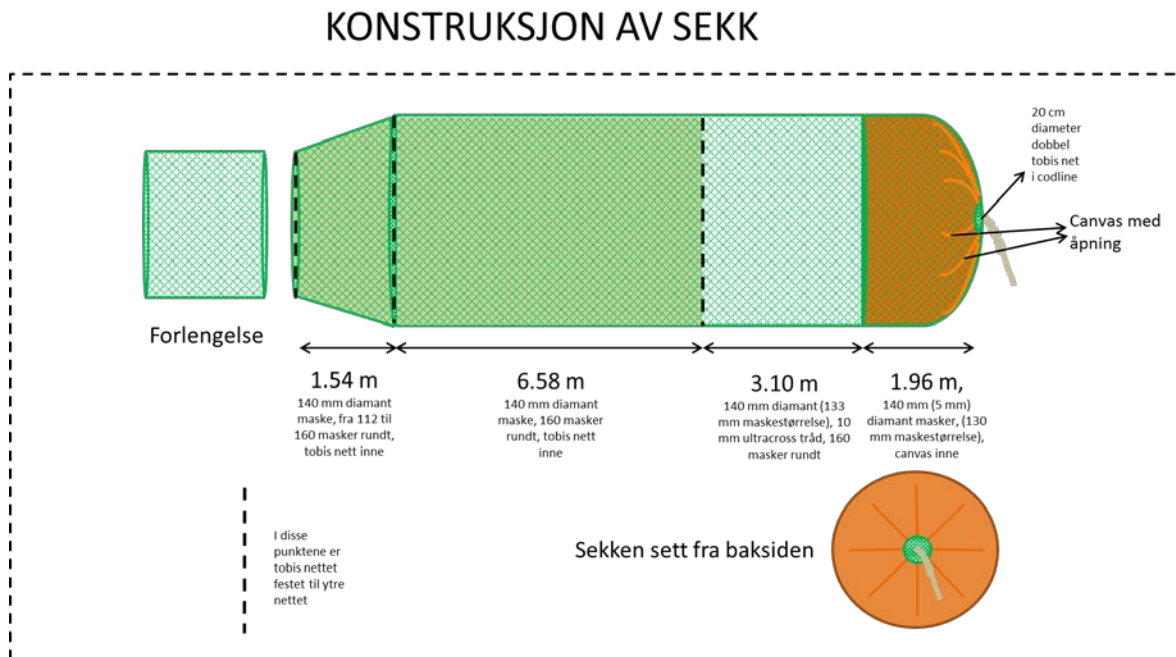 KONSTRUKSJON AV SEKK
20 cm
diameter
dobbel
tobis net
i codline
Canvas med
åpning
Forlengelse
1.54 m
140 mm diamant
maske, fra 112 til
160 masker rundt,
tobis nett inne
6.58 m
140 mm diamant
maske, 160 masker
rundt, tobis nett
inne
3.10 m
140 mm diamant (133
mm maskestørrelse), 10
mm ultracross tråd, 160
masker rundt
1.96 m,
140 mm (5 mm)
diamant masker, (130
mm maskestørrelse),
canvas inne
I disse
punktene er
tobis nettet
festet til ytre
nettet
Sekken sett fra baksiden